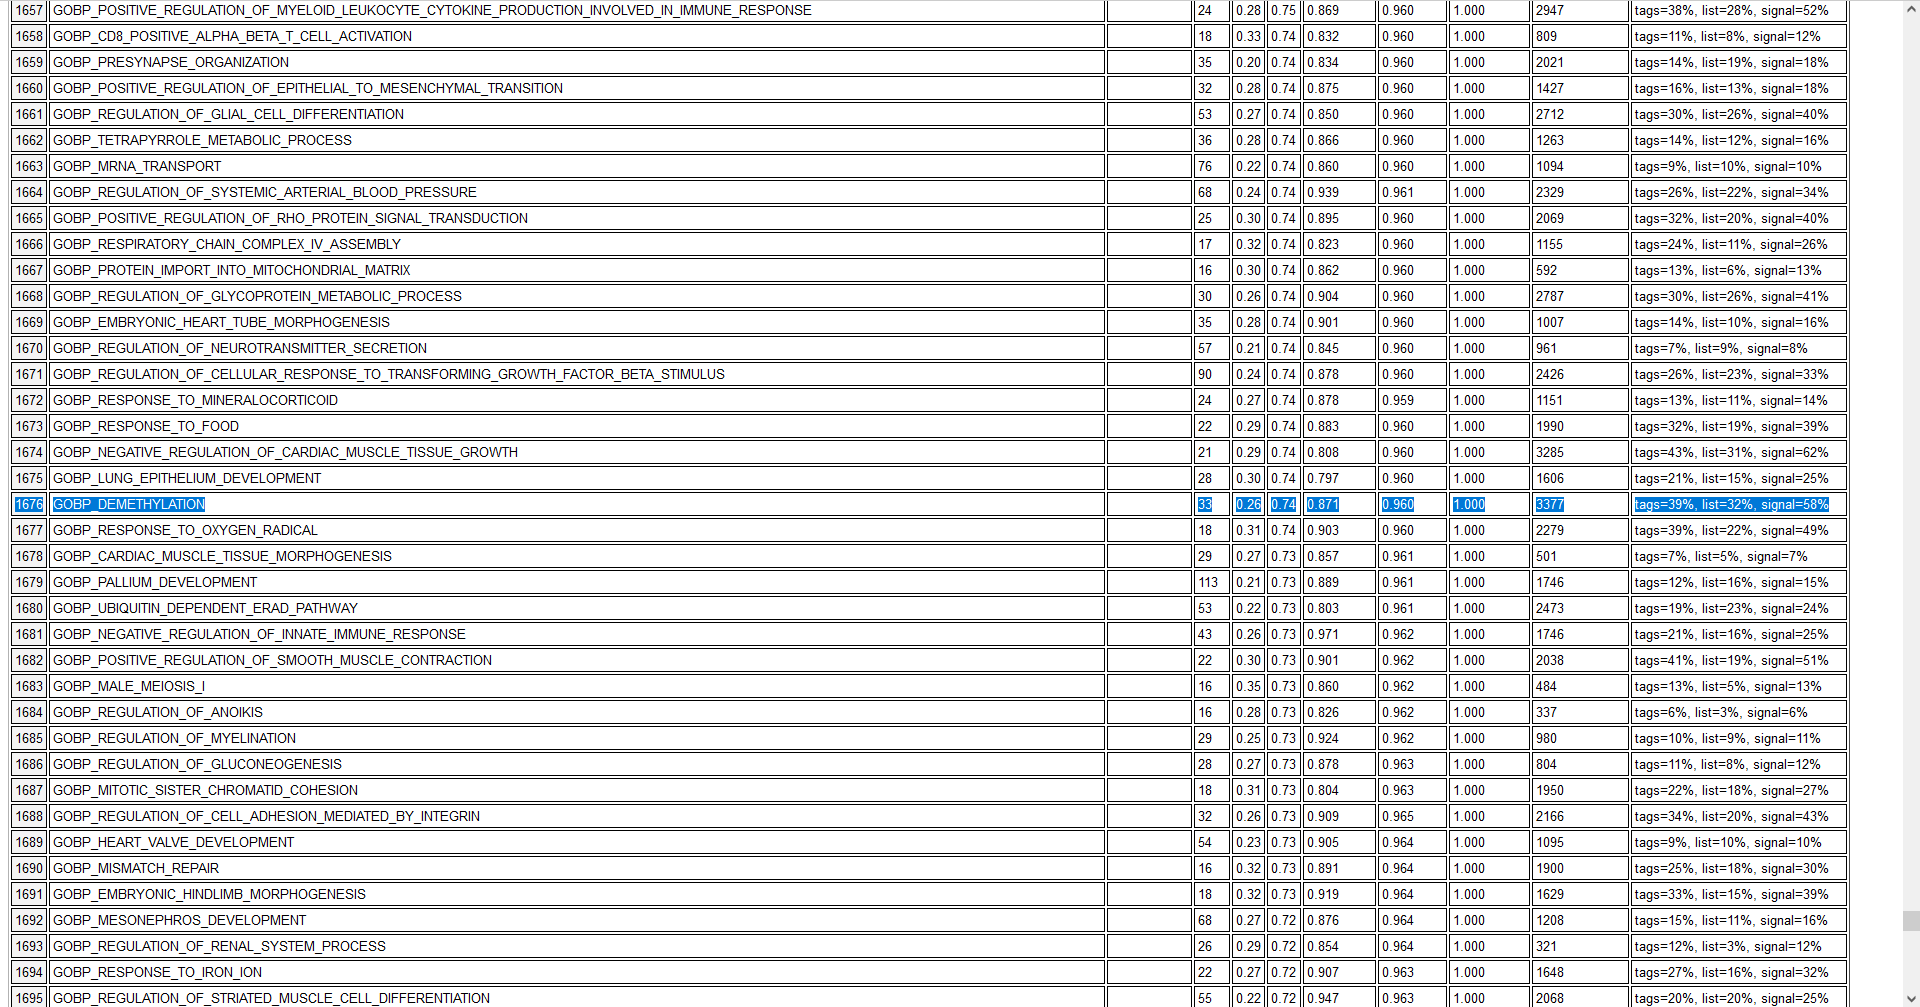 1657 GOBP_POSITIVE_REGULATION_OF_MYELOID_LEUKOCYTE_CYTOKINE_PRODUCTION_INVOLVED_IN_IMMUNE_RESPONSE 24 0.28 0.75 0.869 0.960 1.000 2947 tags=38%, list=28%, signal=52%
1658 GOBP_CD8_POSITIVE_ALPHA_BETA_T_CELL_ACTIVATION 18 0.33 0.74 0.832 0.960 1.000 809 tags=11%, list=8%, signal=12%
1659 GOBP_PRESYNAPSE_ORGANIZATION 35 0.20 0.74 0.834 0.960 1.000 2021 tags=14%, list=19%, signal=18%
1660 GOBP_POSITIVE_REGULATION_OF_EPITHELIAL_TO_MESENCHYMAL_TRANSITION 32 0.28 0.74 0.875 0.960 1.000 1427 tags=16%, list=13%, signal=18%
1661 GOBP_REGULATION_OF_GLIAL_CELL_DIFFERENTIATION 53 0.27 0.74 0.850 0.960 1.000 2712 tags=30%, list=26%, signal=40%
1662 GOBP_TETRAPYRROLE_METABOLIC_PROCESS 36 0.28 0.74 0.866 0.960 1.000 1263 tags=14%, list=12%, signal=16%
1663 GOBP_MRNA_TRANSPORT 76 0.22 0.74 0.860 0.960 1.000 1094 tags=9%, list=10%, signal=10%
1664 GOBP_REGULATION_OF_SYSTEMIC_ARTERIAL_BLOOD_PRESSURE 68 0.24 0.74 0.939 0.961 1.000 2329 tags=26%, list=22%, signal=34%
1665 GOBP_POSITIVE_REGULATION_OF_RHO_PROTEIN_SIGNAL_TRANSDUCTION 25 0.30 0.74 0.895 0.960 1.000 2069 tags=32%, list=20%, signal=40%
1666 GOBP_RESPIRATORY_CHAIN_COMPLEX_IV_ASSEMBLY 17 0.32 0.74 0.823 0.960 1.000 1155 tags=24%, list=11%, signal=26%
1667 GOBP_PROTEIN_IMPORT_INTO_MITOCHONDRIAL_MATRIX 16 0.30 0.74 0.862 0.960 1.000 592 tags=13%, list=6%, signal=13%
1668 GOBP_REGULATION_OF_GLYCOPROTEIN_METABOLIC_PROCESS 30 0.26 0.74 0.904 0.960 1.000 2787 tags=30%, list=26%, signal=41%
1669 GOBP_EMBRYONIC_HEART_TUBE_MORPHOGENESIS 35 0.28 0.74 0.901 0.960 1.000 1007 tags=14%, list=10%, signal=16%
1670 GOBP_REGULATION_OF_NEUROTRANSMITTER_SECRETION 57 0.21 0.74 0.845 0.960 1.000 961 tags=7%, list=9%, signal=8%
1671 GOBP_REGULATION_OF_CELLULAR_RESPONSE_TO_TRANSFORMING_GROWTH_FACTOR_BETA_STIMULUS 90 0.24 0.74 0.878 0.960 1.000 2426 tags=26%, list=23%, signal=33%
1672 GOBP_RESPONSE_TO_MINERALOCORTICOID 24 0.27 0.74 0.878 0.959 1.000 1151 tags=13%, list=11%, signal=14%
1673 GOBP_RESPONSE_TO_FOOD 22 0.29 0.74 0.883 0.960 1.000 1990 tags=32%, list=19%, signal=39%
1674 GOBP_NEGATIVE_REGULATION_OF_CARDIAC_MUSCLE_TISSUE_GROWTH 21 0.29 0.74 0.808 0.960 1.000 3285 tags=43%, list=31%, signal=62%
1675 GOBP_LUNG_EPITHELIUM_DEVELOPMENT 28 0.30 0.74 0.797 0.960 1.000 1606 tags=21%, list=15%, signal=25%
1676 GOBP_DEMETHYLATION 33 0.26 0.74 0.871 0.960 1.000 3377 tags=39%, list=32%, signal=58%
1677 GOBP_RESPONSE_TO_OXYGEN_RADICAL 18 0.31 0.74 0.903 0.960 1.000 2279 tags=39%, list=22%, signal=49%
1678 GOBP_CARDIAC_MUSCLE_TISSUE_MORPHOGENESIS 29 0.27 0.73 0.857 0.961 1.000 501 tags=7%, list=5%, signal=7%
1679 GOBP_PALLIUM_DEVELOPMENT 113 0.21 0.73 0.889 0.961 1.000 1746 tags=12%, list=16%, signal=15%
1680 GOBP_UBIQUITIN_DEPENDENT_ERAD_PATHWAY 53 0.22 0.73 0.803 0.961 1.000 2473 tags=19%, list=23%, signal=24%
1681 GOBP_NEGATIVE_REGULATION_OF_INNATE_IMMUNE_RESPONSE 43 0.26 0.73 0.971 0.962 1.000 1746 tags=21%, list=16%, signal=25%
1682 GOBP_POSITIVE_REGULATION_OF_SMOOTH_MUSCLE_CONTRACTION 22 0.30 0.73 0.901 0.962 1.000 2038 tags=41%, list=19%, signal=51%
1683 GOBP_MALE_MEIOSIS_I 16 0.35 0.73 0.860 0.962 1.000 484 tags=13%, list=5%, signal=13%
1684 GOBP_REGULATION_OF_ANOIKIS 16 0.28 0.73 0.826 0.962 1.000 337 tags=6%, list=3%, signal=6%
1685 GOBP_REGULATION_OF_MYELINATION 29 0.25 0.73 0.924 0.962 1.000 980 tags=10%, list=9%, signal=11%
1686 GOBP_REGULATION_OF_GLUCONEOGENESIS 28 0.27 0.73 0.878 0.963 1.000 804 tags=11%, list=8%, signal=12%
1687 GOBP_MITOTIC_SISTER_CHROMATID_COHESION 18 0.31 0.73 0.804 0.963 1.000 1950 tags=22%, list=18%, signal=27%
1688 GOBP_REGULATION_OF_CELL_ADHESION_MEDIATED_BY_INTEGRIN 32 0.26 0.73 0.909 0.965 1.000 2166 tags=34%, list=20%, signal=43%
1689 GOBP_HEART_VALVE_DEVELOPMENT 54 0.23 0.73 0.905 0.964 1.000 1095 tags=9%, list=10%, signal=10%
1690 GOBP_MISMATCH_REPAIR 16 0.32 0.73 0.891 0.964 1.000 1900 tags=25%, list=18%, signal=30%
1691 GOBP_EMBRYONIC_HINDLIMB_MORPHOGENESIS 18 0.32 0.73 0.919 0.964 1.000 1629 tags=33%, list=15%, signal=39%
1692 GOBP_MESONEPHROS_DEVELOPMENT 68 0.27 0.72 0.876 0.964 1.000 1208 tags=15%, list=11%, signal=16%
1693 GOBP_REGULATION_OF_RENAL_SYSTEM_PROCESS 26 0.29 0.72 0.854 0.964 1.000 321 tags=12%, list=3%, signal=12%
1694 GOBP_RESPONSE_TO_IRON_ION 22 0.27 0.72 0.907 0.963 1.000 1648 tags=27%, list=16%, signal=32%
1695 GOBP_REGULATION_OF_STRIATED_MUSCLE_CELL_DIFFERENTIATION 55 0.22 0.72 0.947 0.963 1.000 2068 tags=20%, list=20%, signal=25%